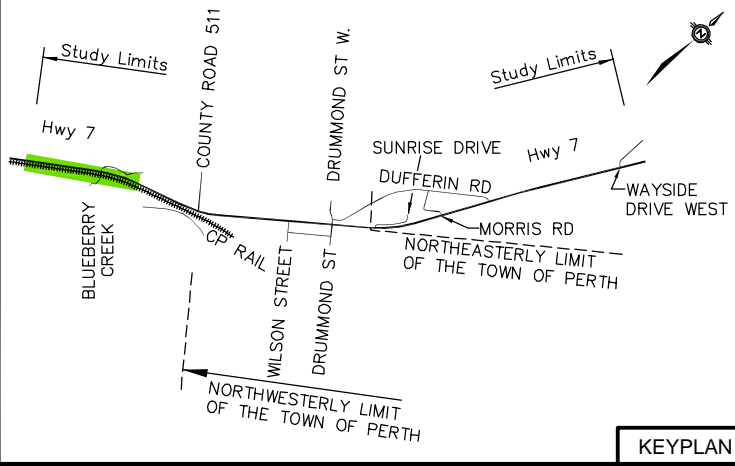 Study Limits
COUNTY ROAD 511
DRUMMOND ST W.
Study Limits
N
Hwy 7
SUNRISE DRIVE
Hwy 7
DUFFERIN RD
WAYSIDE
DRIVE WEST
BLUEBERRY
CREEK
CP RAIL
MORRIS RD
WILSON STREET
DRUMMOND ST
NORTHEASTERLY LIMIT
OF THE TOWN OF PERTH
NORTHWESTERLY LIMIT
OF THE TOWN OF PERTH
KEYPLAN